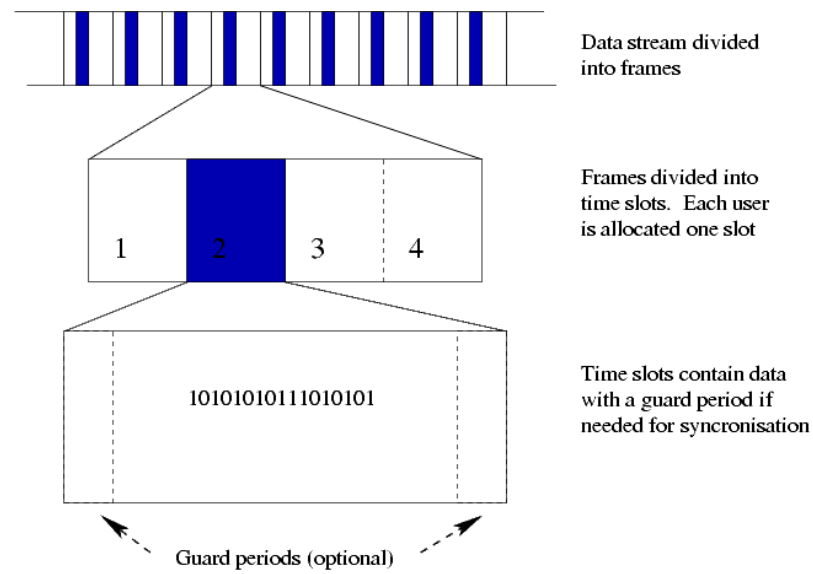 Data stream divided
into frames
Frames divided into
time slots.  Each user
is allocated one slot
1 2 3 4
Time slots contain data
with a guard period if
needed for syncronisation
10101010111010101
Guard periods (optional)